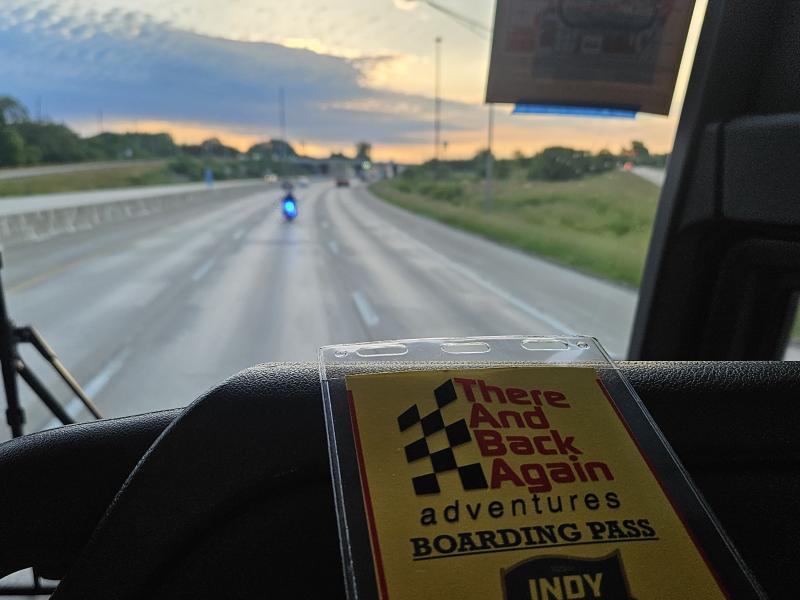 There
And
Back
Again
adventures
BOARDING PASS
INDY